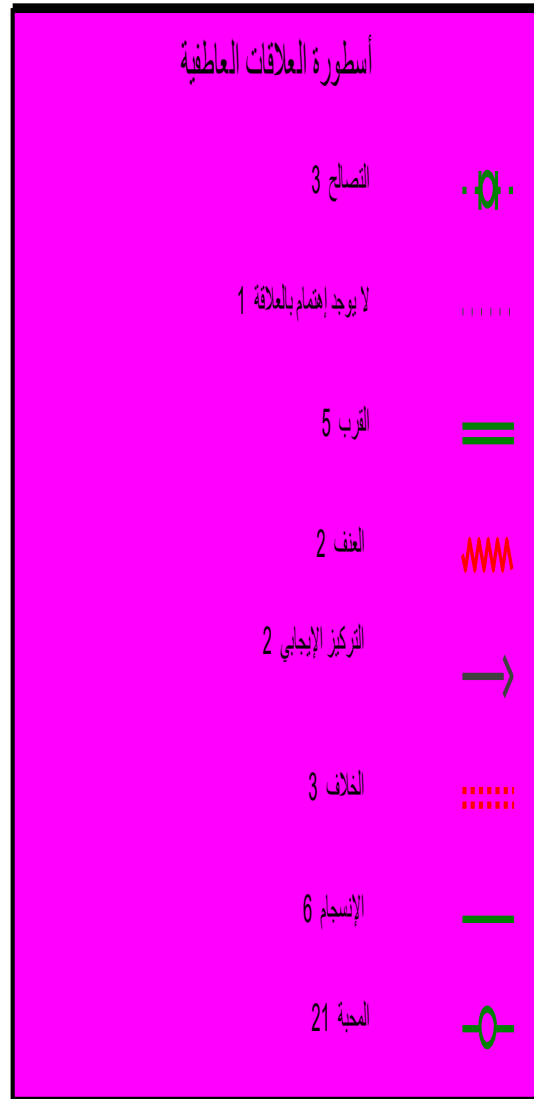 أسطورة العلاقات العاطفية
التصالح 3
لا يوجد إهتمام بالعلاقة 1
القرب 5
العنف 2
التركيز الإيجابي 2
الخلاف 3
الإنسجام 6
المحبة 21